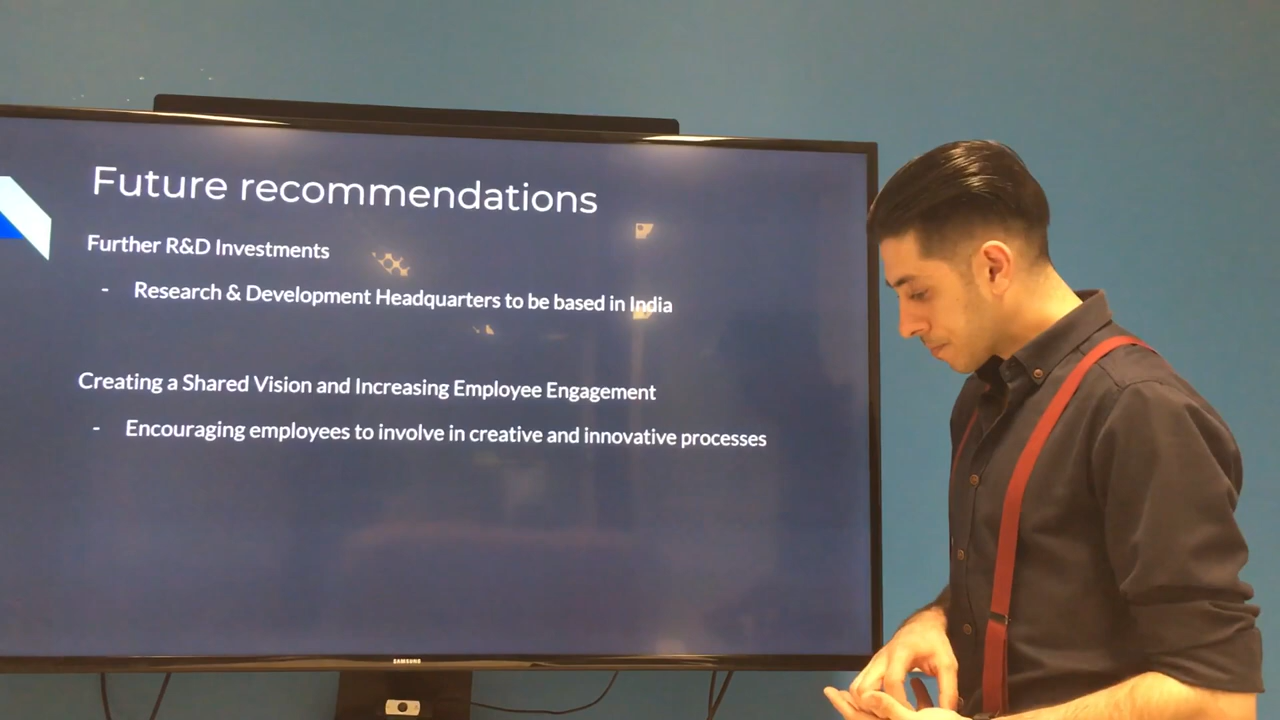 Future recommendations
Further R&D Investments
- Research & Development Headquarters to be based in India
Creating a Shared Vision and Increasing Employee Engagement
- Encouraging employees to involve in creative and innovative processes
SAMSUNG